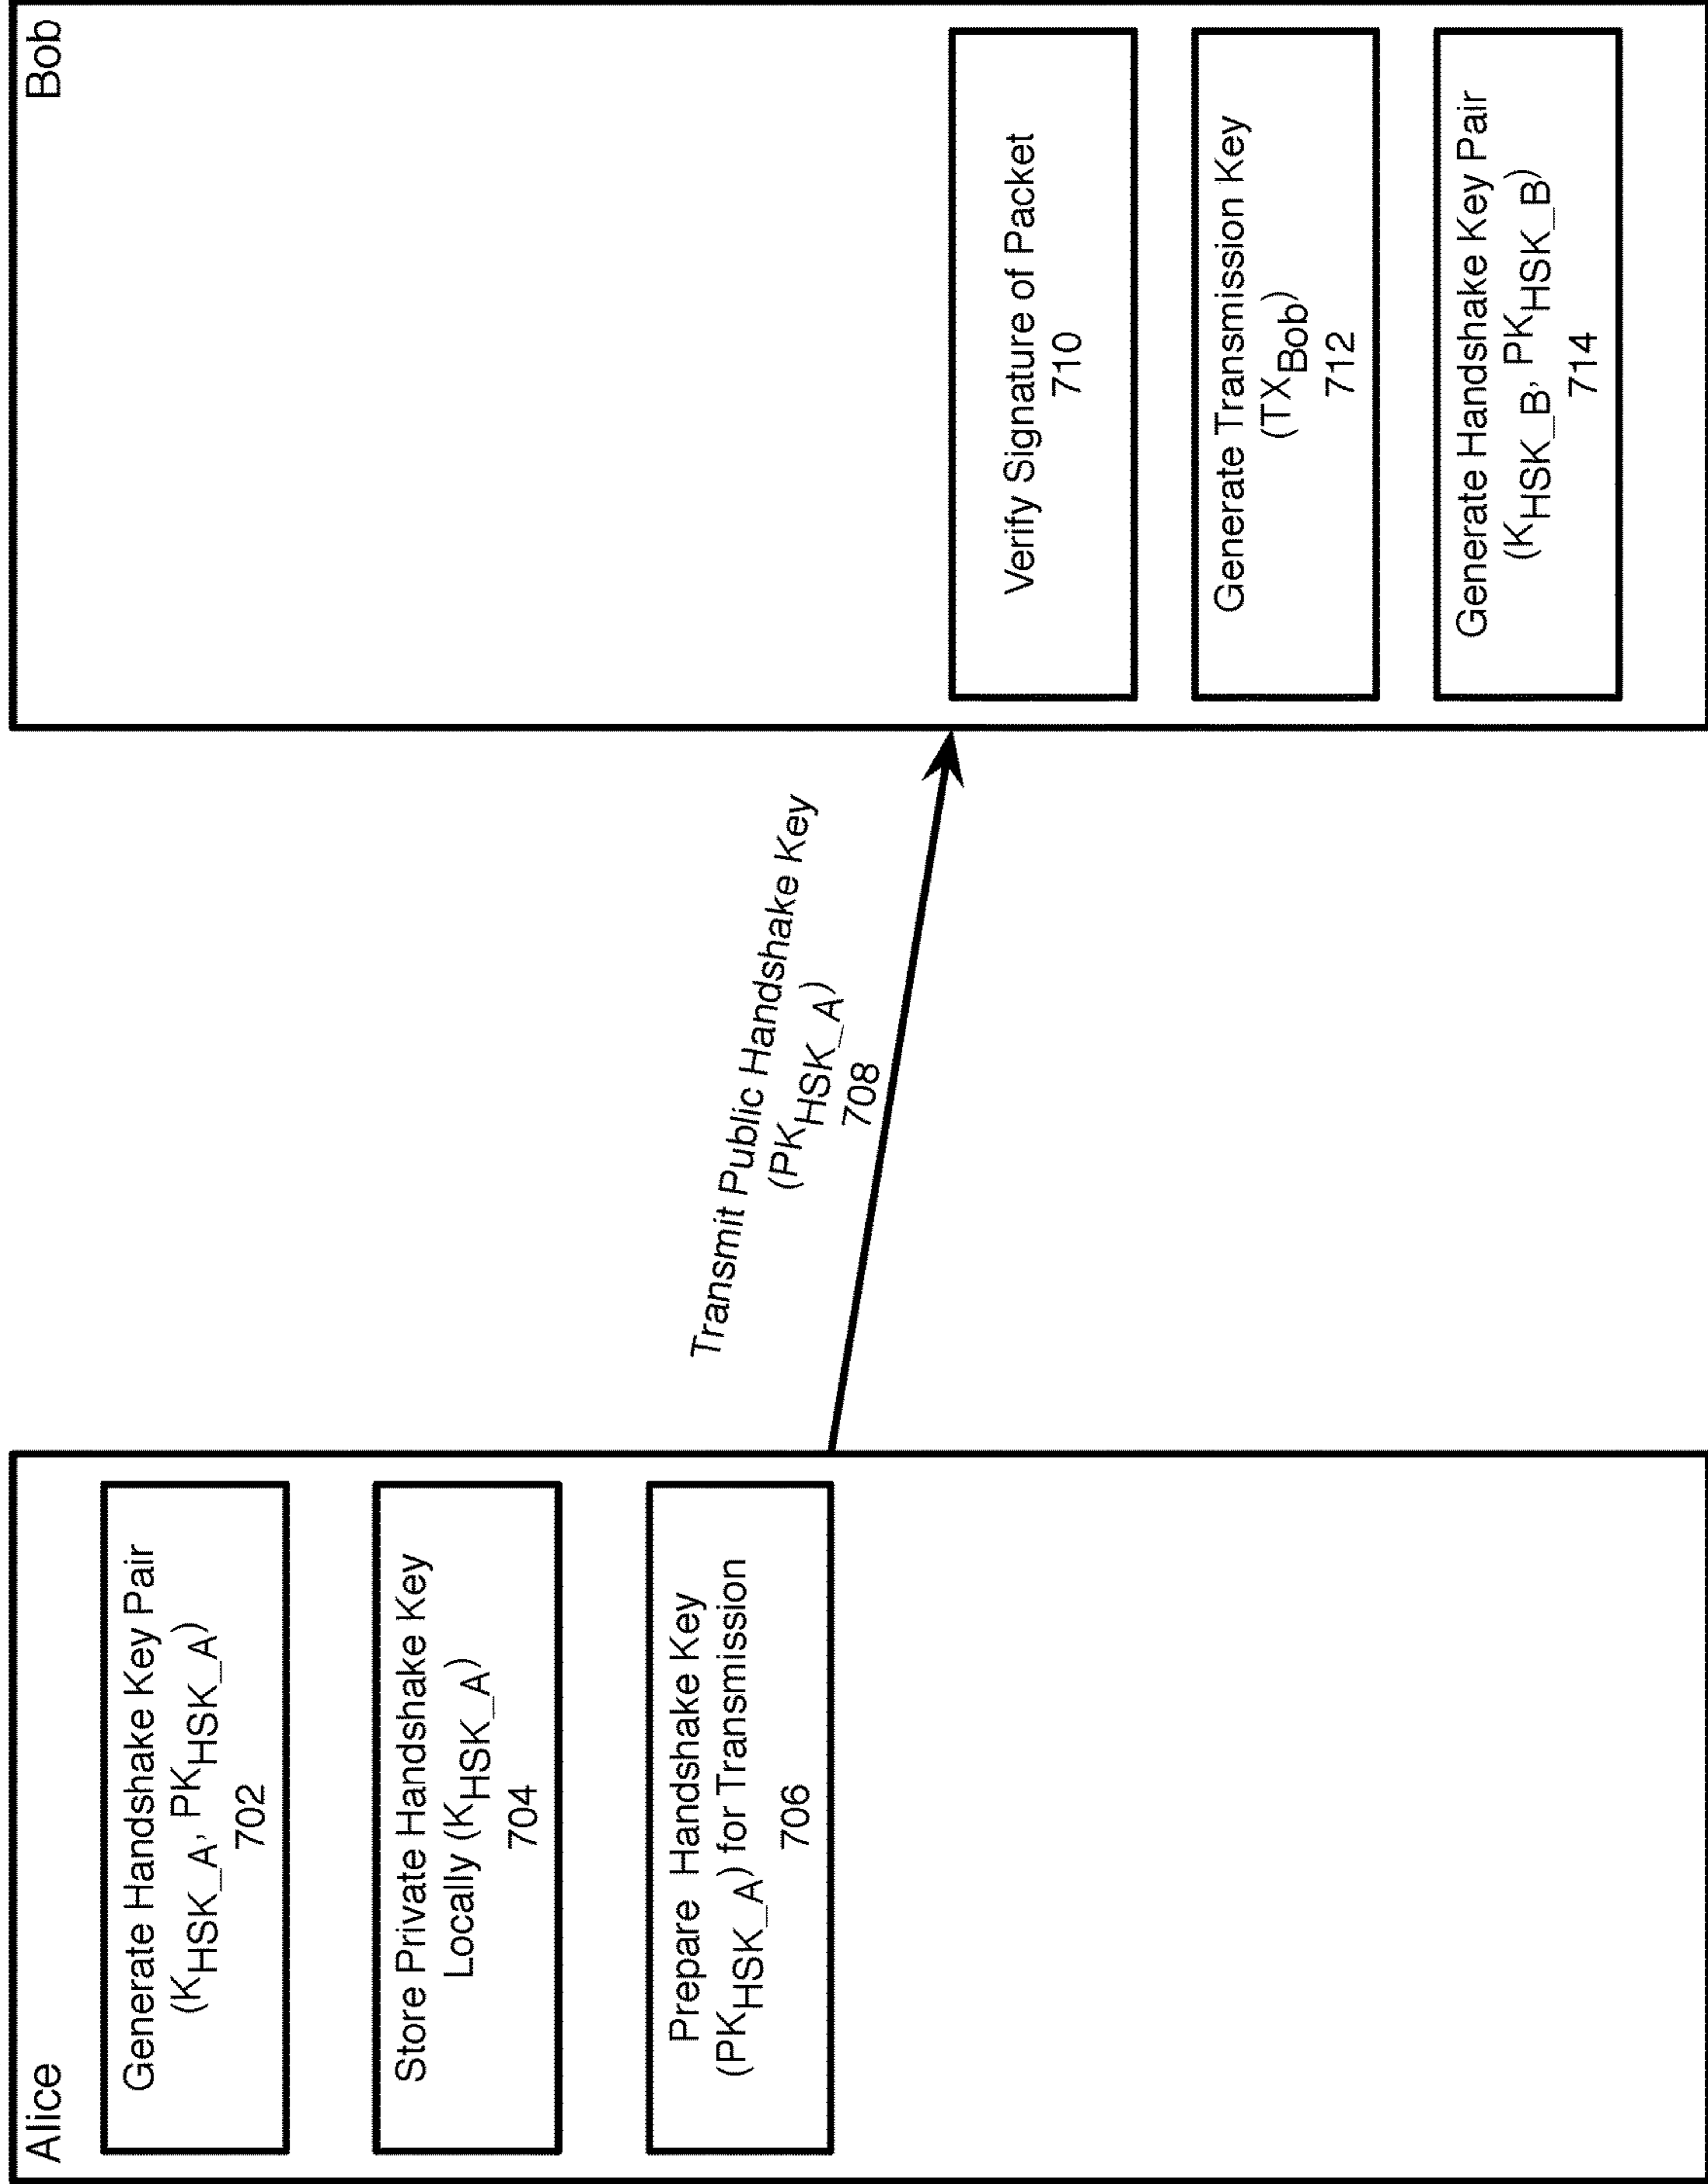 Alice
Generate Handshake Key Pair
(KHSK_A, PKHSK_A)
702
Store Private Handshake Key
Locally (KHSK_A)
704
Prepare Handshake Key
(PKHSK_A) for Transmission
706
Transmit Public Handshake Key
(PKHSK_A)
708
Bob
Verify Signature of Packet
710
Generate Transmission Key
(TXBob)
712
Generate Handshake Key Pair
(KHSK_B, PKHSK_B)
714